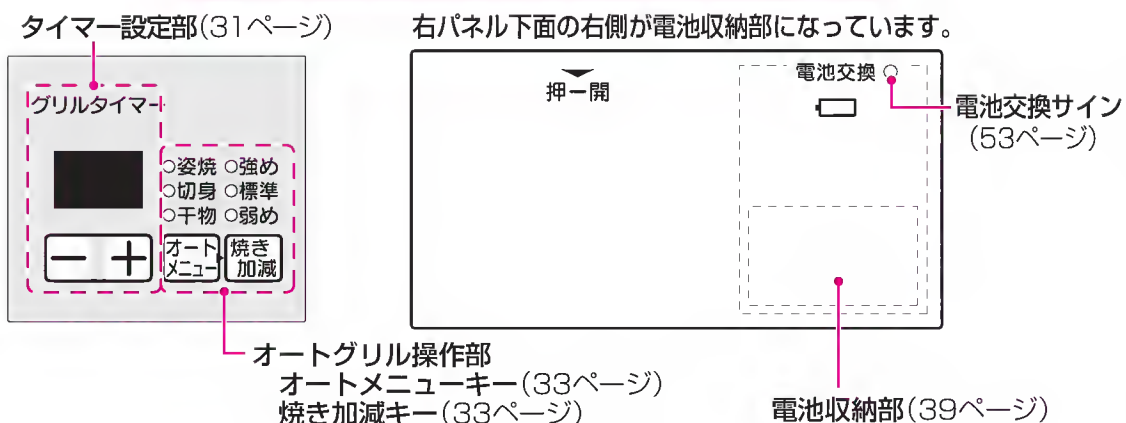 タイマー設定部(31ページ)
グリルタイマー
○姿焼 ○強め
○切身 ○標準
○干物 ○弱め
− +
オート
メニュー
焼き
加減
オートグリル操作部
オートメニューキー(33ページ)
焼き加減キー(33ページ)
右パネル下面の右側が電池収納部になっています。
押ー開
電池交換 ○
電池交換サイン
(53ページ)
電池収納部(39ページ)